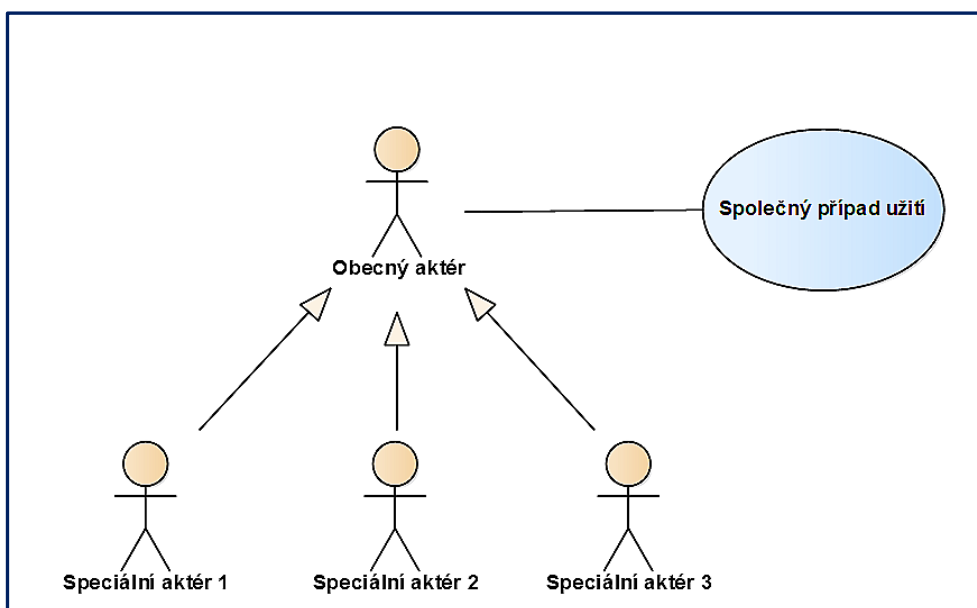 Společný případ užití
Obecný aktér
Speciální aktér 1
Speciální aktér 2
Speciální aktér 3